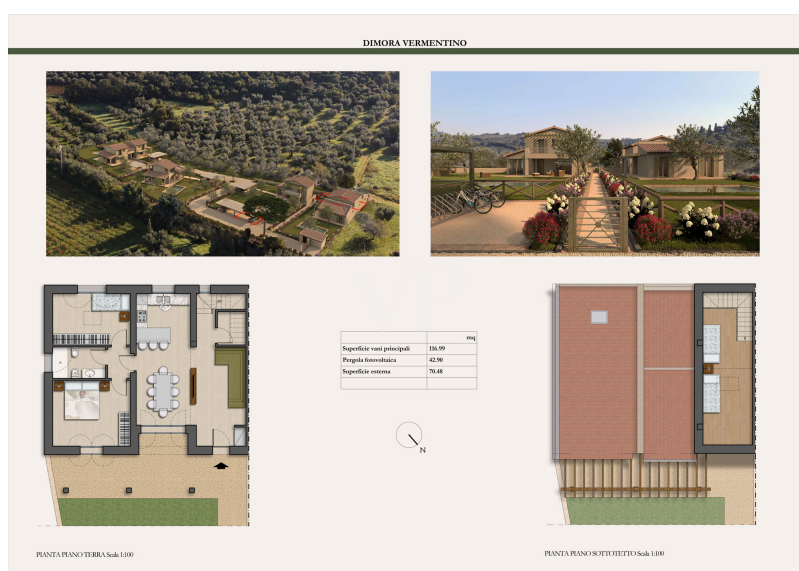 DIMORA VERMENTINO
mq
Superficie vani principali 116.99
Pergola fotovoltaica 42.90
Superficie esterna 70.48
N
PIANTA PIANO TERRA Scala 1:100
PIANTA PIANO SOTTOTETTO Scala 1:100